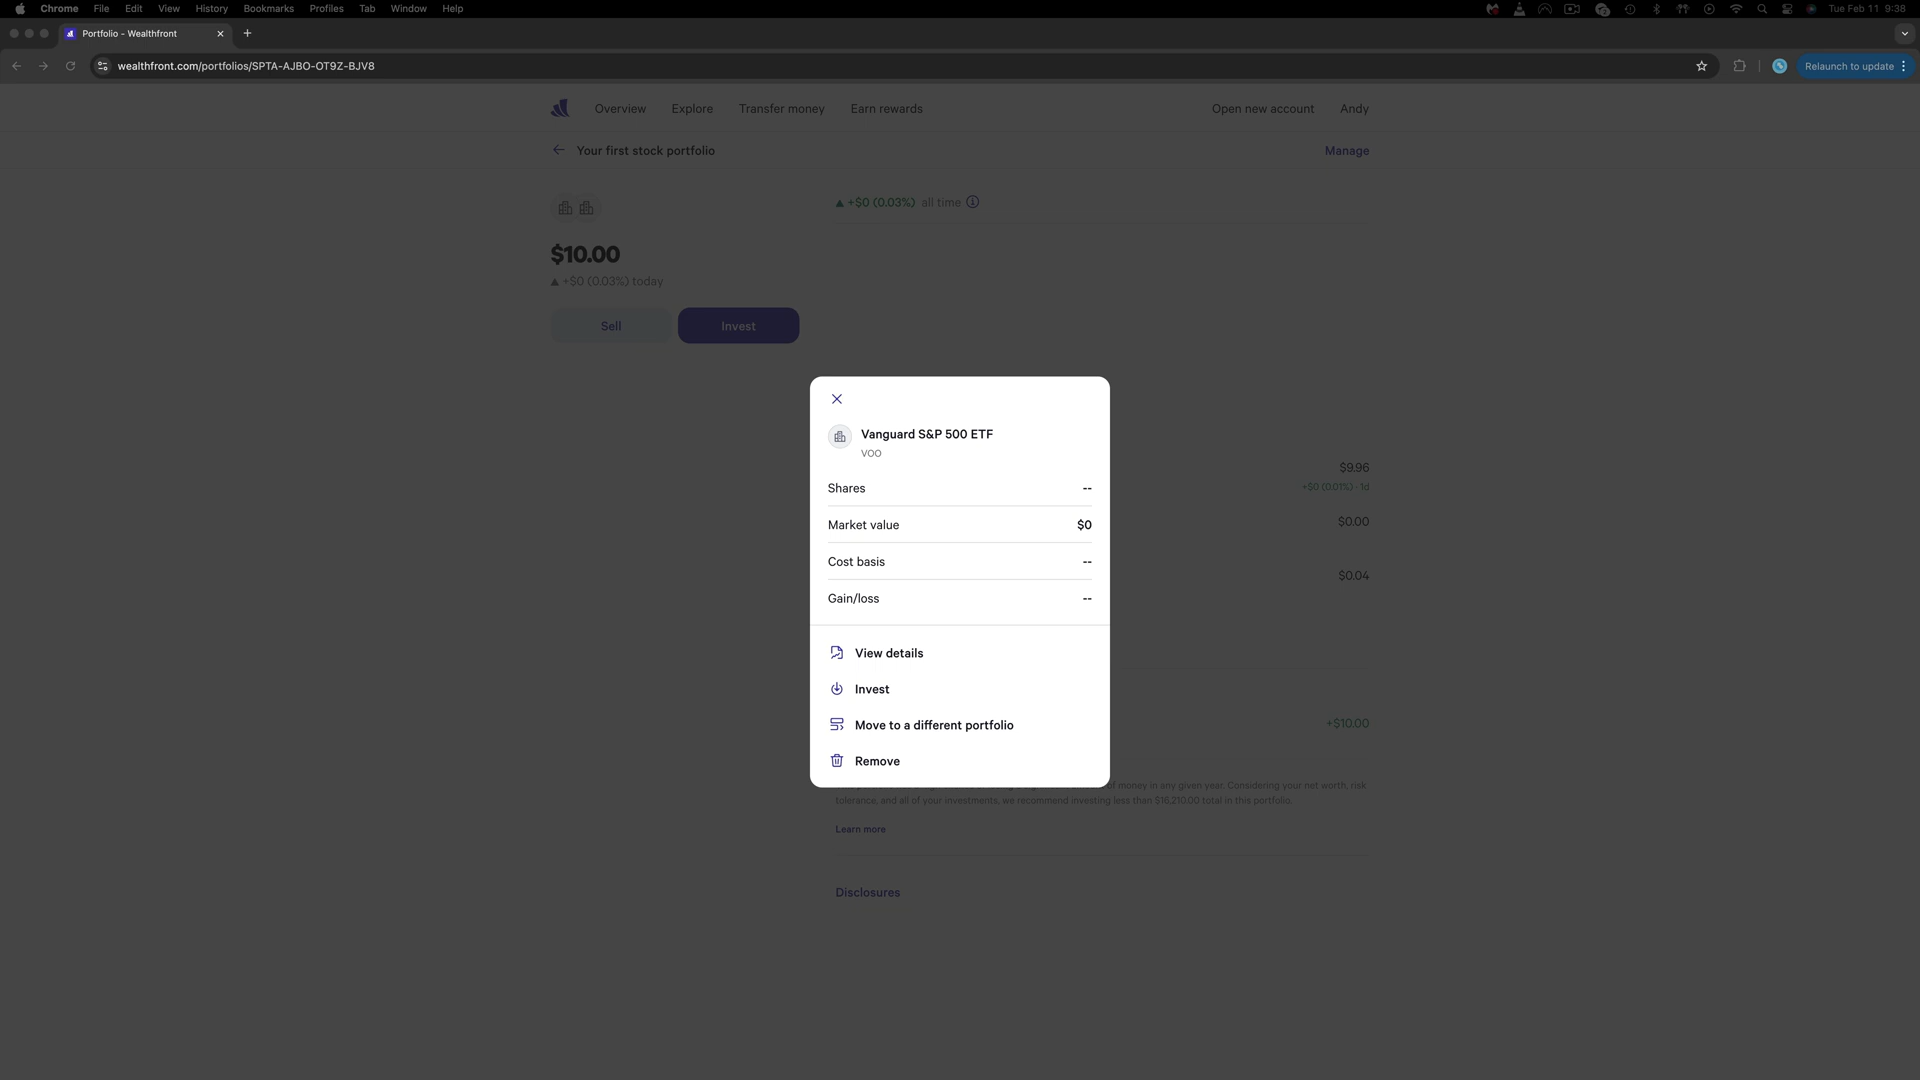 Chrome File Edit View History Bookmarks Profiles Tab Window Help Tue Feb 11 9:38
Portfolio - Wealthfront
wealthfront.com/portfolios/SPTA-AJBO-OT9Z-BJV8 Relaunch to update
Overview Explore Transfer money Earn rewards Open new account Andy
Your first stock portfolio Manage
+$0 (0.03%) all time
$10.00
+$0 (0.03%) today
Sell Invest
Vanguard S&P 500 ETF
VOO
$9.96
+$0 (0.01%) · 1d
Shares --
Market value $0
$0.00
Cost basis --
$0.04
Gain/loss --
View details
Invest
Move to a different portfolio
+$10.00
Remove
of money in any given year. Considering your net worth, risk
tolerance, and all of your investments, we recommend investing less than $16,210.00 total in this portfolio.
Learn more
Disclosures